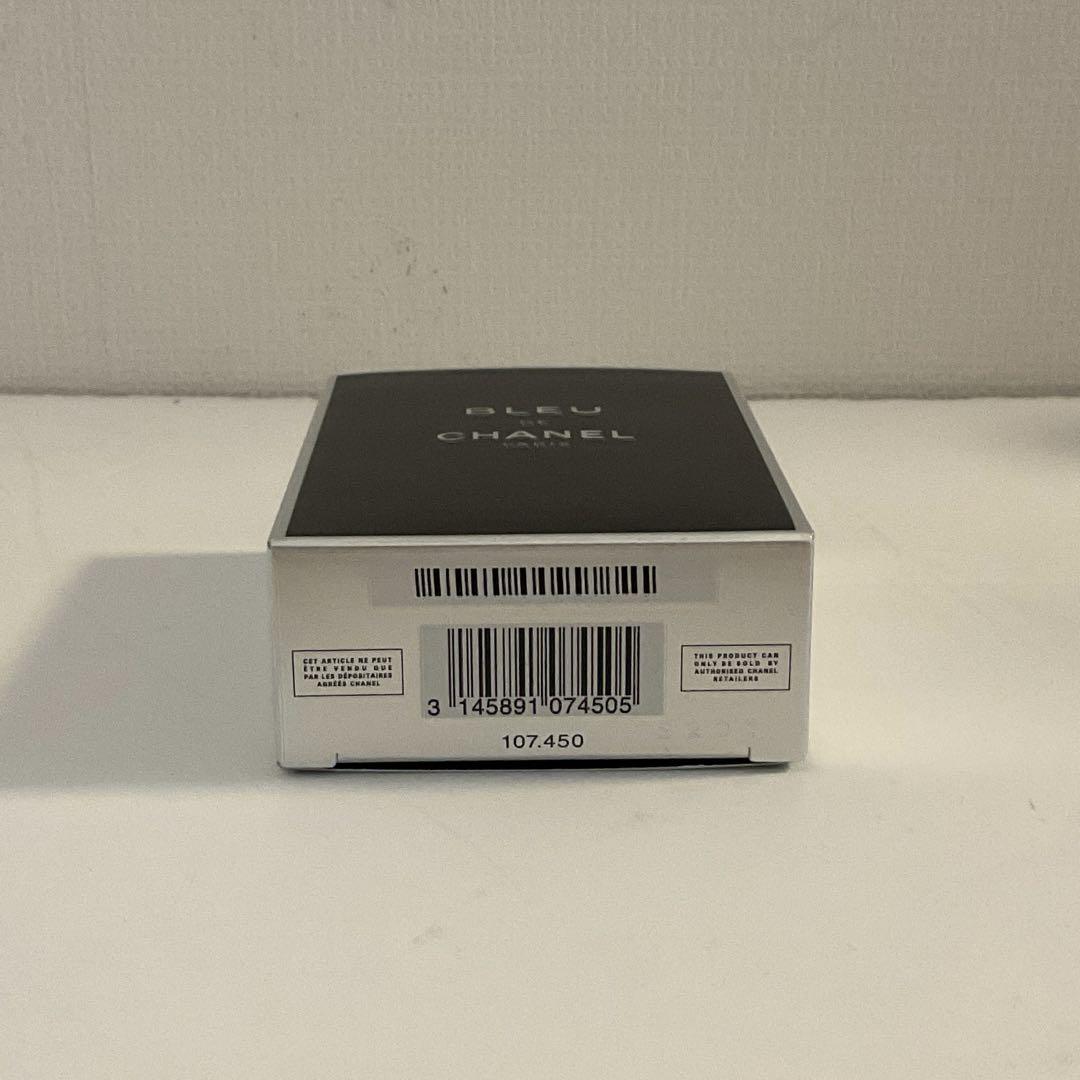 BLEU
DE
CHANEL
PARIS
CET ARTICLE NE PEUT
ÊTRE VENDU QUE
PAR LES DÉPOSITAIRES
AGRÉÉS CHANEL
THIS PRODUCT CAN
ONLY BE SOLD BY
AUTHORISED CHANEL
RETAILERS
3 145891 074505
107.450